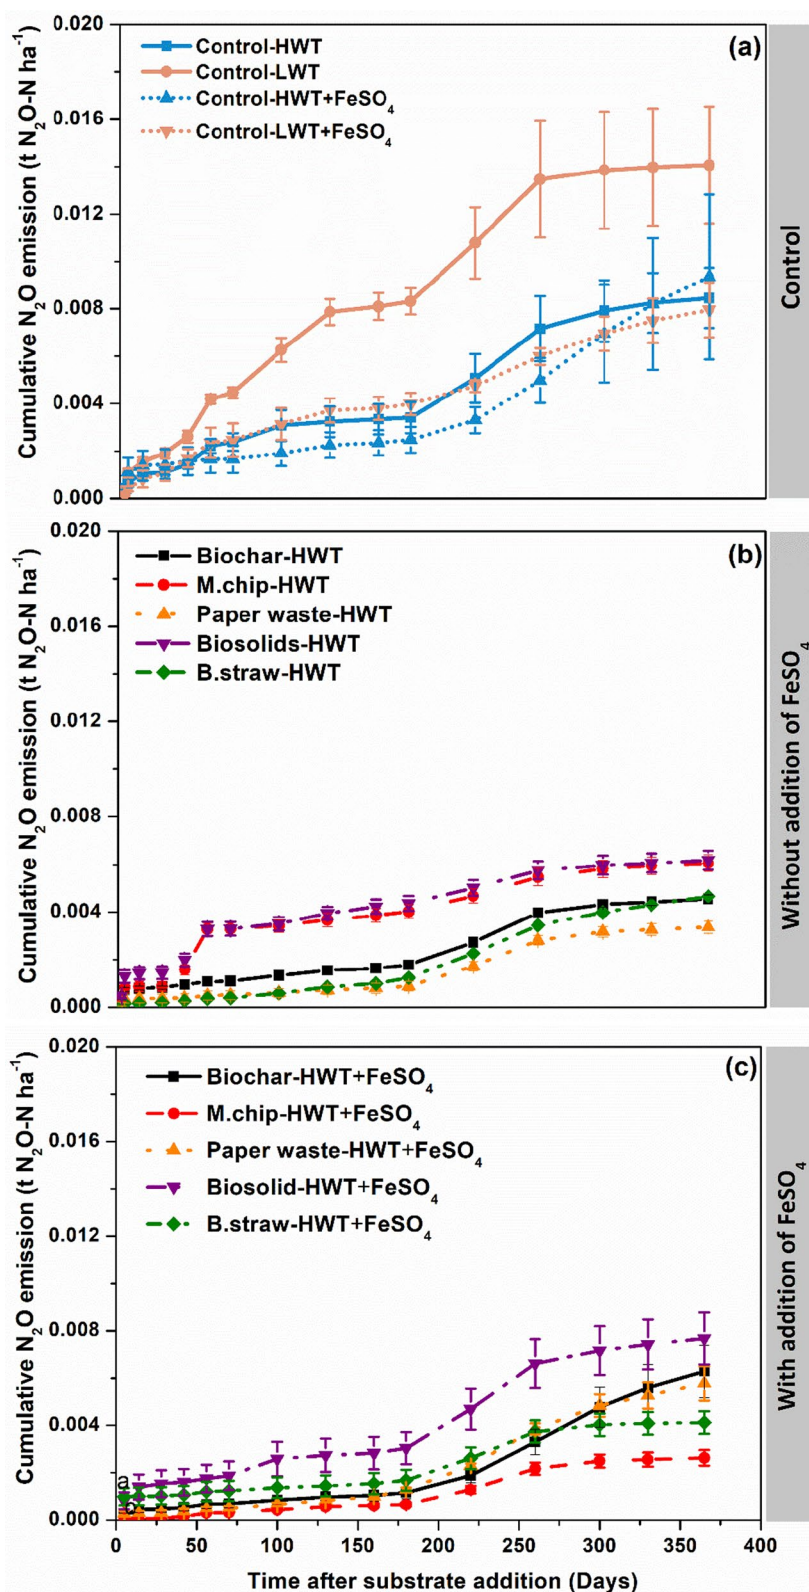 0.020
0.016
0.012
0.008
0.004
0.000
Cumulative N₂O emission (t N₂O-N ha⁻¹)
Control-HWT
Control-LWT
Control-HWT+FeSO₄
Control-LWT+FeSO₄
(a)
Control
0.020
0.016
0.012
0.008
0.004
0.000
Cumulative N₂O emission (t N₂O-N ha⁻¹)
Biochar-HWT
M.chip-HWT
Paper waste-HWT
Biosolids-HWT
B.straw-HWT
(b)
Without addition of FeSO₄
0.020
0.016
0.012
0.008
0.004
0.000
Cumulative N₂O emission (t N₂O-N ha⁻¹)
Biochar-HWT+FeSO₄
M.chip-HWT+FeSO₄
Paper waste-HWT+FeSO₄
Biosolid-HWT+FeSO₄
B.straw-HWT+FeSO₄
(c)
With addition of FeSO₄
a
0 50 100 150 200 250 300 350 400
Time after substrate addition (Days)